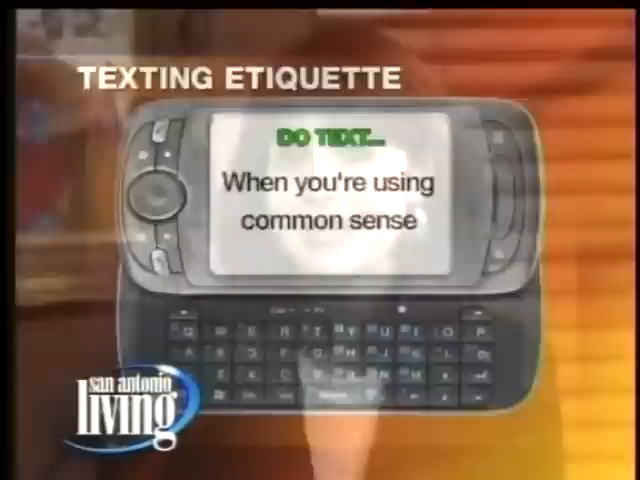 TEXTING ETIQUETTE
DO TEXT...
When you're using
common sense
Q W E R T Y U I O P
san antonio
living